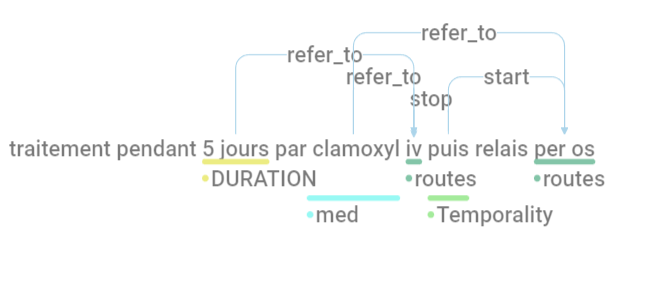 refer_to
refer_to
refer_to start
stop
traitement pendant 5 jours par clamoxyl iv puis relais per os
DURATION routes routes
med Temporality